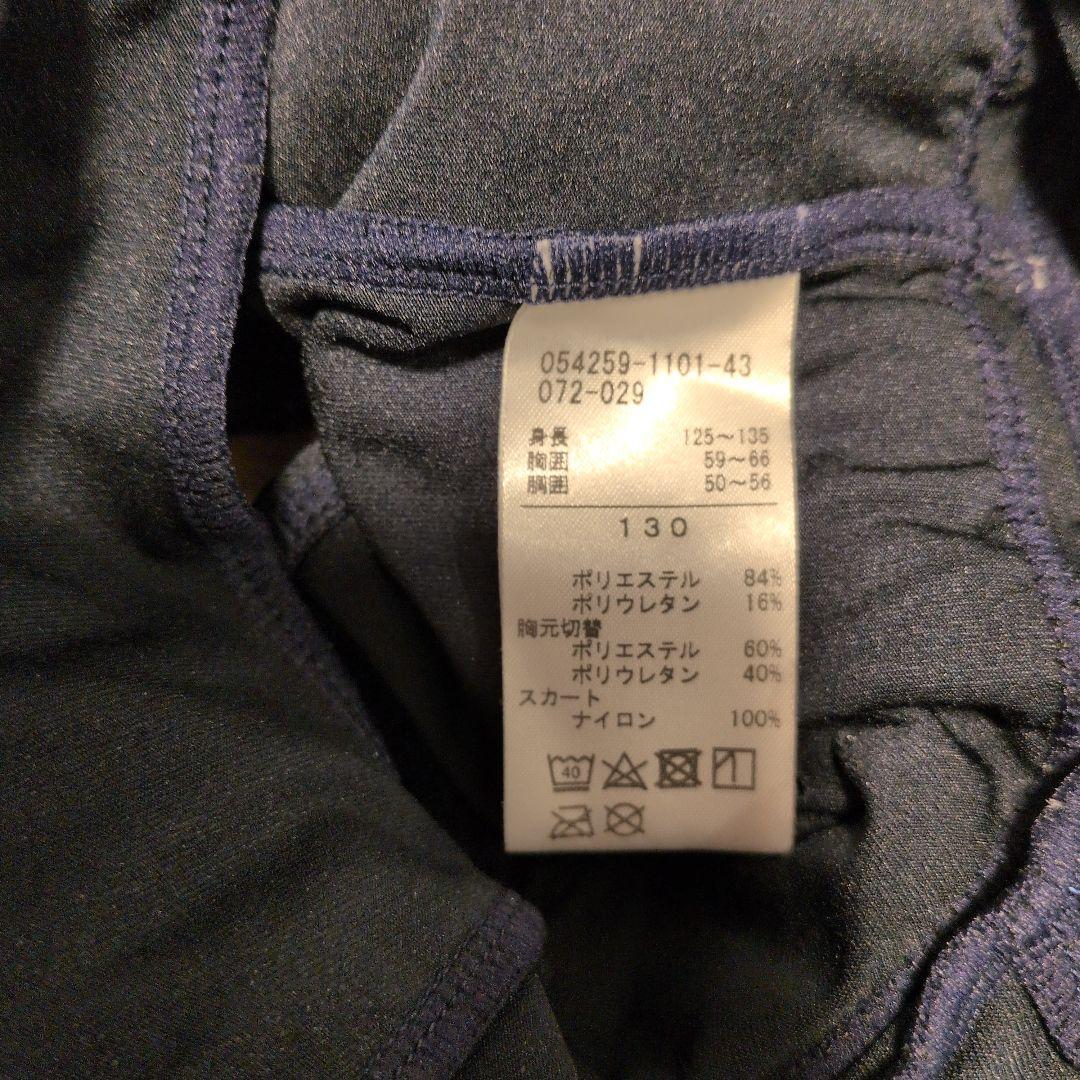 054259-1101-43
072-029
身長 125～135
胸囲 59～66
胴囲 50～56
130
ポリエステル 84%
ポリウレタン 16%
胸元切替
ポリエステル 60%
ポリウレタン 40%
スカート
ナイロン 100%
40